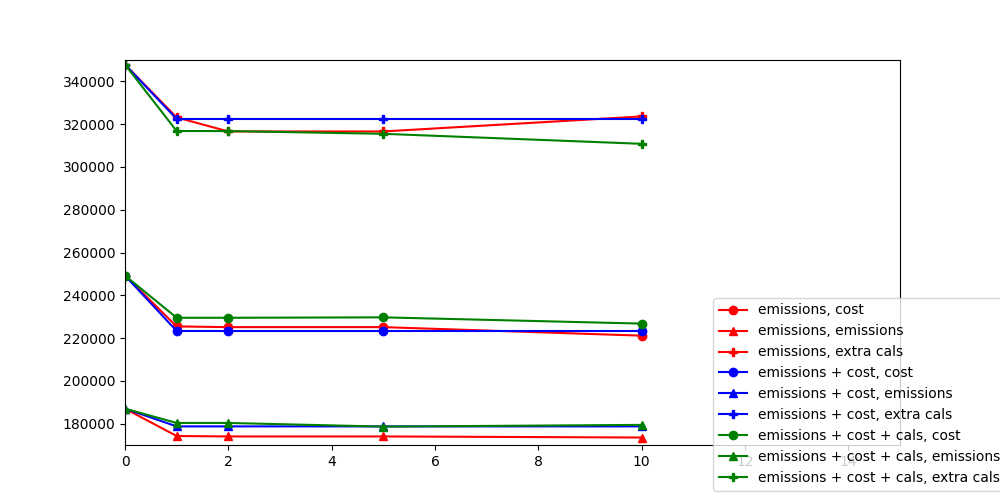 340000
320000
300000
280000
260000
240000
220000
200000
180000
0 2 4 6 8 10 12 14
emissions, cost
emissions, emissions
emissions, extra cals
emissions + cost, cost
emissions + cost, emissions
emissions + cost, extra cals
emissions + cost + cals, cost
emissions + cost + cals, emissions
emissions + cost + cals, extra cals